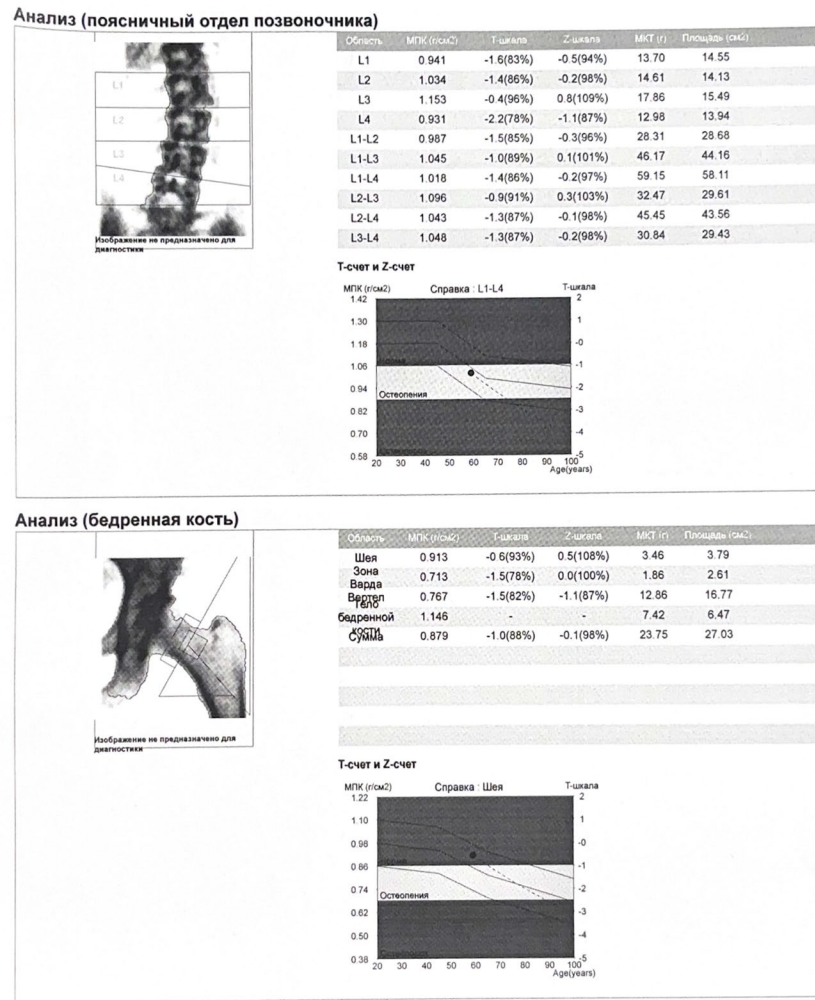 Анализ (поясничный отдел позвоночника)
Область МПК (г/см2) Т-шкала Z-шкала МКТ (г) Площадь (см2)
L1 0.941 -1.6(83%) -0.5(94%) 13.70 14.55
L2 1.034 -1.4(86%) -0.2(98%) 14.61 14.13
L3 1.153 -0.4(96%) 0.8(109%) 17.86 15.49
L4 0.931 -2.2(78%) -1.1(87%) 12.98 13.94
L1-L2 0.987 -1.5(85%) -0.3(96%) 28.31 28.68
L1-L3 1.045 -1.0(89%) 0.1(101%) 46.17 44.16
L1-L4 1.018 -1.4(86%) -0.2(97%) 59.15 58.11
L2-L3 1.096 -0.9(91%) 0.3(103%) 32.47 29.61
L2-L4 1.043 -1.3(87%) -0.1(98%) 45.45 43.56
L3-L4 1.048 -1.3(87%) -0.2(98%) 30.84 29.43
L1
L2
L3
L4
Изображение не предназначено для
диагностики
Т-счет и Z-счет
МПК (г/см2) Справка : L1-L4 Т-шкала
1.42 2
1.30 1
1.18 -0
1.06 -1
0.94 -2
Остеопения
0.82 -3
0.70 -4
0.58 -5
20 30 40 50 60 70 80 90 100
Age(years)
Анализ (бедренная кость)
Область МПК (г/см2) Т-шкала Z-шкала МКТ (г) Площадь (см2)
Шея 0.913 -0.6(93%) 0.5(108%) 3.46 3.79
Зона
Варда 0.713 -1.5(78%) 0.0(100%) 1.86 2.61
Вертел 0.767 -1.5(82%) -1.1(87%) 12.86 16.77
Тело
бедренной 1.146 - - 7.42 6.47
кости
Сумма 0.879 -1.0(88%) -0.1(98%) 23.75 27.03
Изображение не предназначено для
диагностики
Т-счет и Z-счет
МПК (г/см2) Справка : Шея Т-шкала
1.22 2
1.10 1
0.98 -0
0.86 -1
0.74 -2
Остеопения
0.62 -3
0.50 -4
0.38 -5
20 30 40 50 60 70 80 90 100
Age(years)